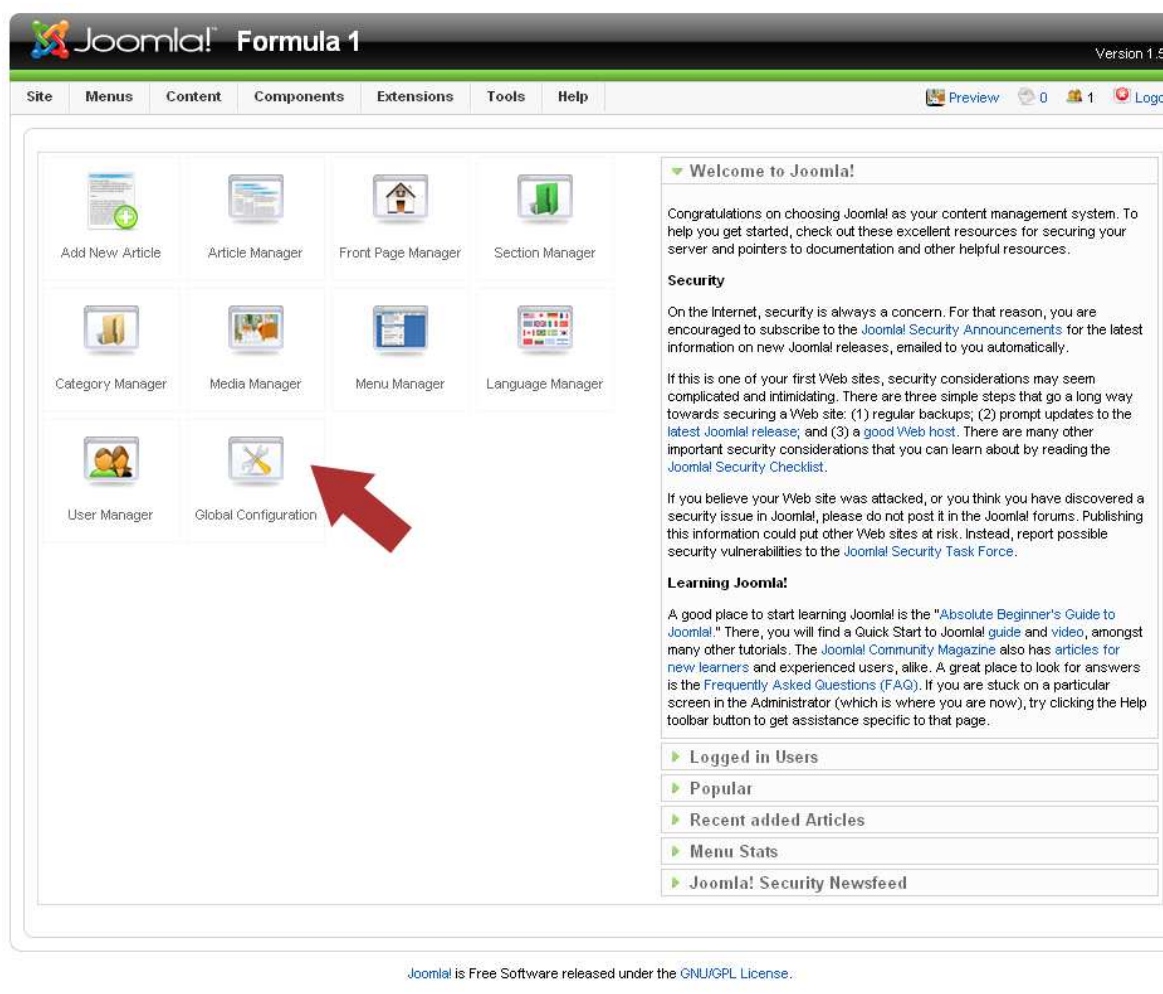 Joomla!™ Formula 1
Version 1.5
Site Menus Content Components Extensions Tools Help Preview 0 1 Logo
Add New Article Article Manager Front Page Manager Section Manager
Category Manager Media Manager Menu Manager Language Manager
User Manager Global Configuration
Welcome to Joomla!
Congratulations on choosing Joomla! as your content management system. To
help you get started, check out these excellent resources for securing your
server and pointers to documentation and other helpful resources.
Security
On the Internet, security is always a concern. For that reason, you are
encouraged to subscribe to the Joomla! Security Announcements for the latest
information on new Joomla! releases, emailed to you automatically.
If this is one of your first Web sites, security considerations may seem
complicated and intimidating. There are three simple steps that go a long way
towards securing a Web site: (1) regular backups; (2) prompt updates to the
latest Joomla! release; and (3) a good Web host. There are many other
important security considerations that you can learn about by reading the
Joomla! Security Checklist.
If you believe your Web site was attacked, or you think you have discovered a
security issue in Joomla!, please do not post it in the Joomla! forums. Publishing
this information could put other Web sites at risk. Instead, report possible
security vulnerabilities to the Joomla! Security Task Force.
Learning Joomla!
A good place to start learning Joomla! is the "Absolute Beginner's Guide to
Joomla!." There, you will find a Quick Start to Joomla! guide and video, amongst
many other tutorials. The Joomla! Community Magazine also has articles for
new learners and experienced users, alike. A great place to look for answers
is the Frequently Asked Questions (FAQ). If you are stuck on a particular
screen in the Administrator (which is where you are now), try clicking the Help
toolbar button to get assistance specific to that page.
Logged in Users
Popular
Recent added Articles
Menu Stats
Joomla! Security Newsfeed
Joomla! is Free Software released under the GNU/GPL License.